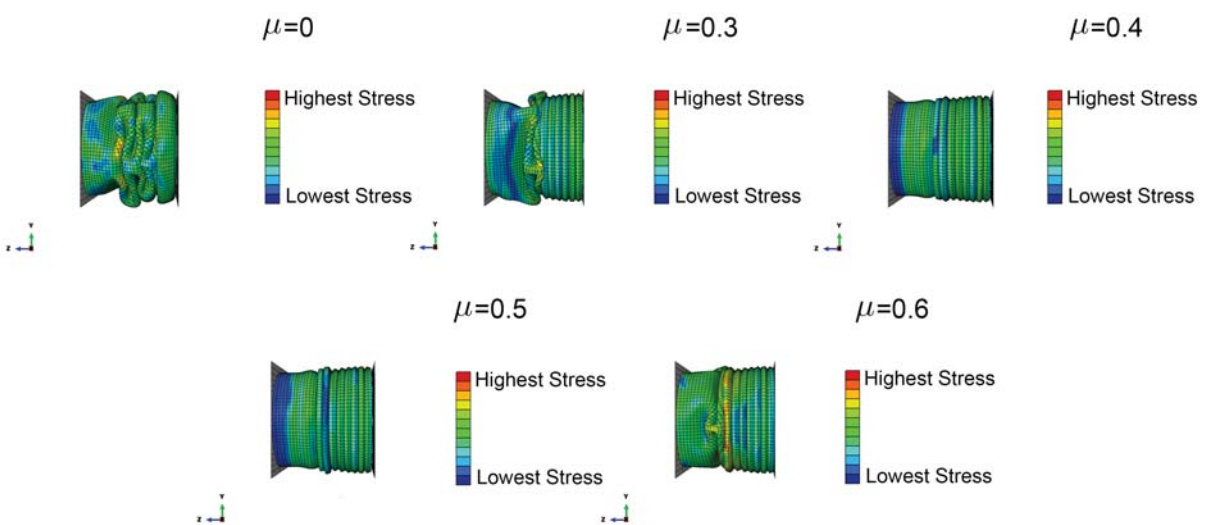 μ=0
μ=0.3
μ=0.4
Highest Stress
Lowest Stress
Y
Z
Highest Stress
Lowest Stress
Y
Z
Highest Stress
Lowest Stress
Y
Z
μ=0.5
μ=0.6
Highest Stress
Lowest Stress
Y
Z
Highest Stress
Lowest Stress
Y
Z